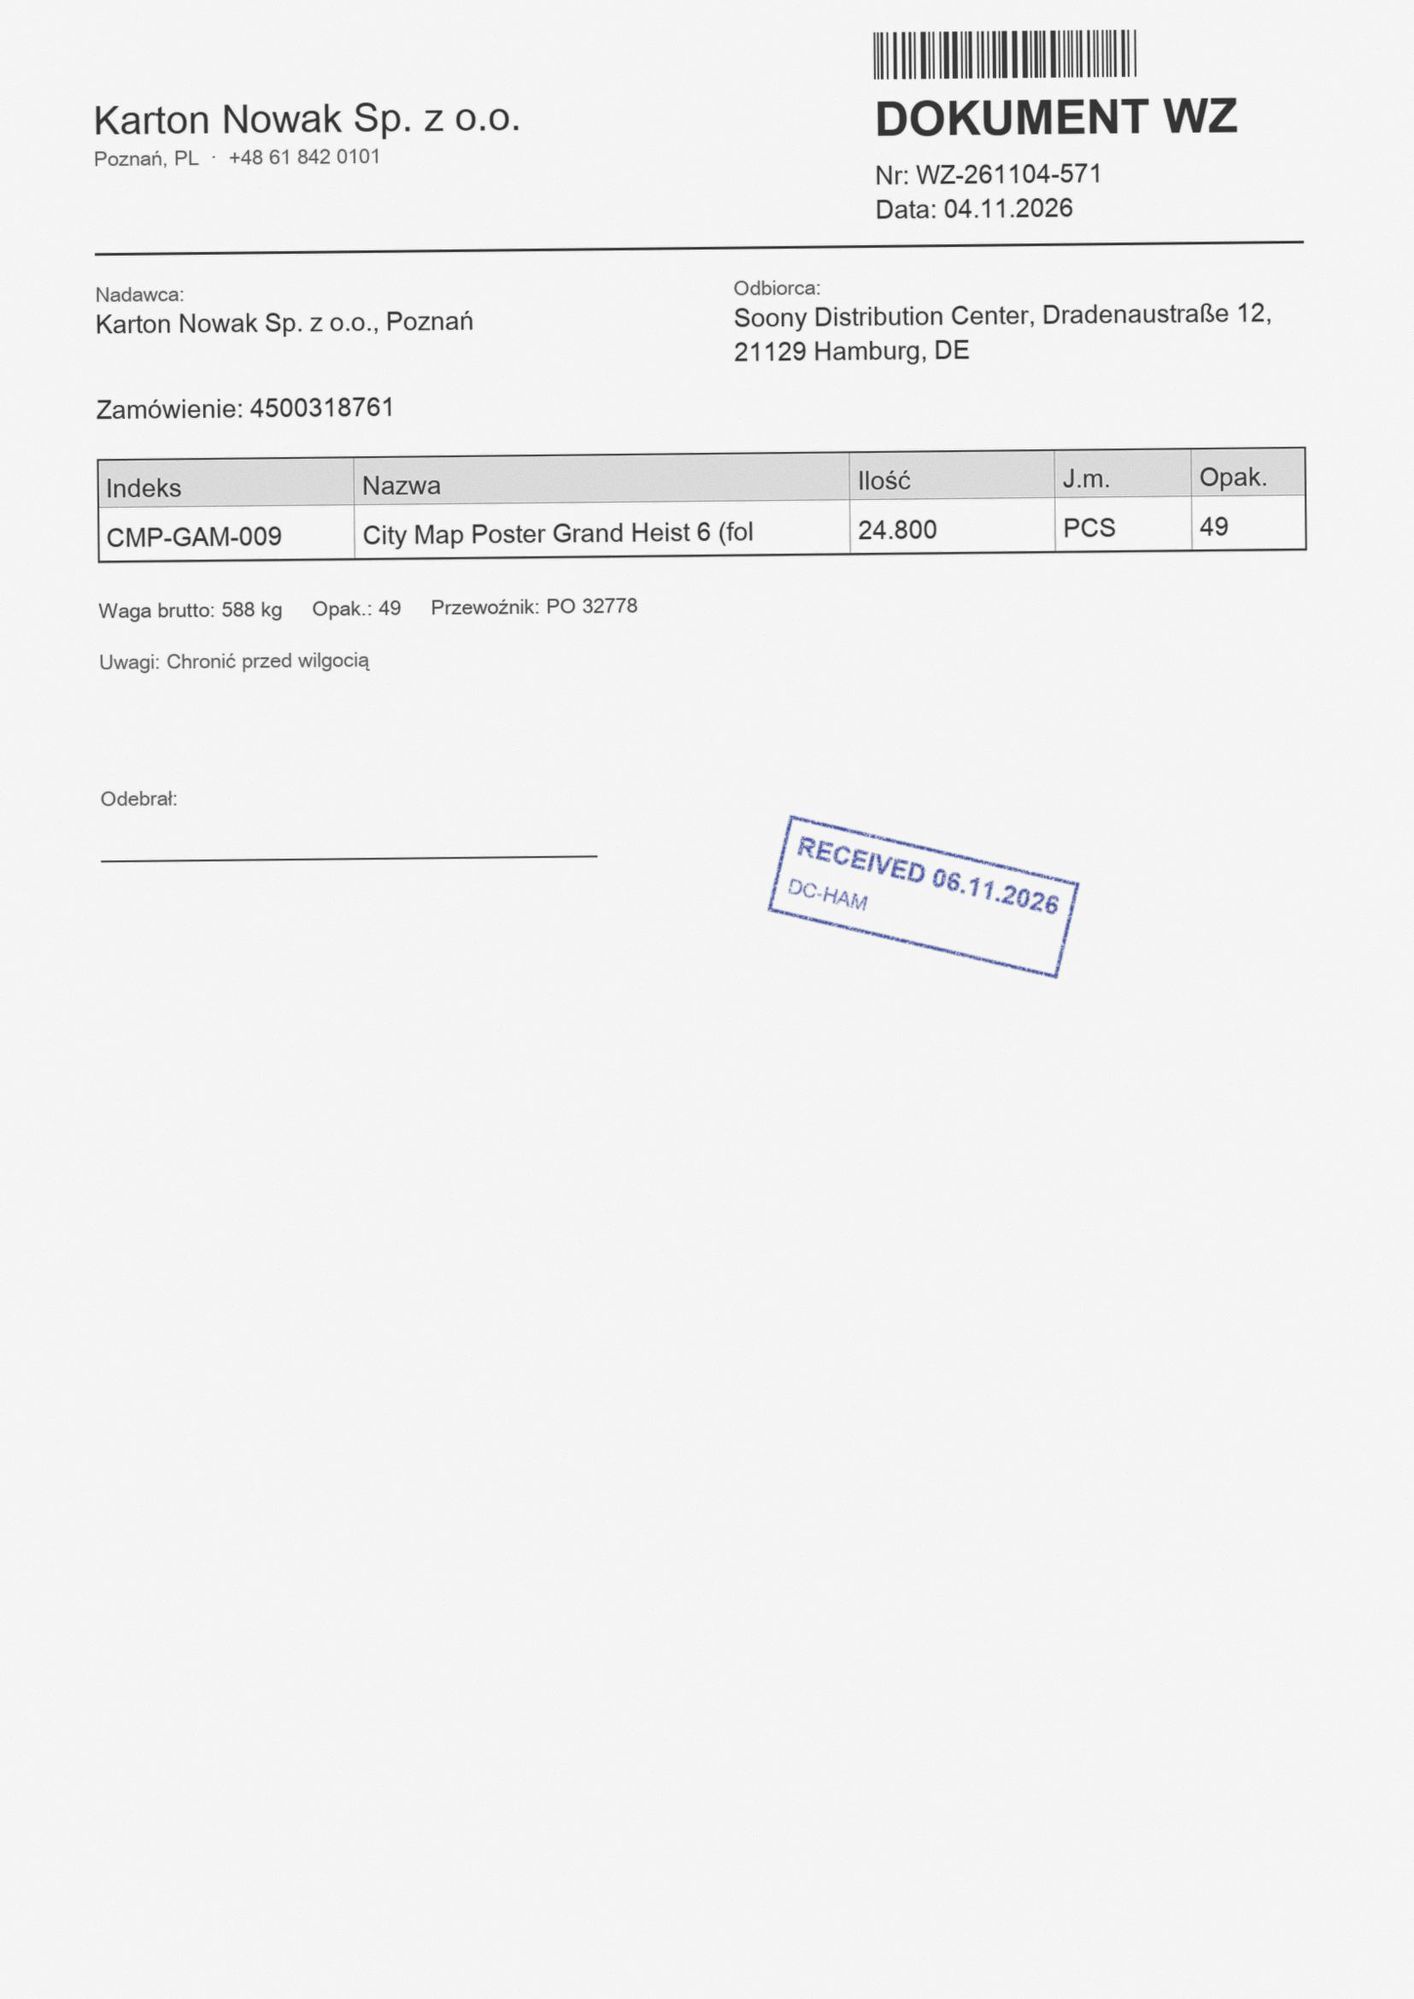 Karton Nowak Sp. z o.o.
Poznań, PL · +48 61 842 0101
DOKUMENT WZ
Nr: WZ-261104-571
Data: 04.11.2026
Nadawca:
Karton Nowak Sp. z o.o., Poznań
Odbiorca:
Soony Distribution Center, Dradenaustraße 12,
21129 Hamburg, DE
Zamówienie: 4500318761
Indeks Nazwa Ilość J.m. Opak.
CMP-GAM-009 City Map Poster Grand Heist 6 (fol 24.800 PCS 49
Waga brutto: 588 kg Opak.: 49 Przewoźnik: PO 32778
Uwagi: Chronić przed wilgocią
Odebrał:
RECEIVED 06.11.2026
DC-HAM